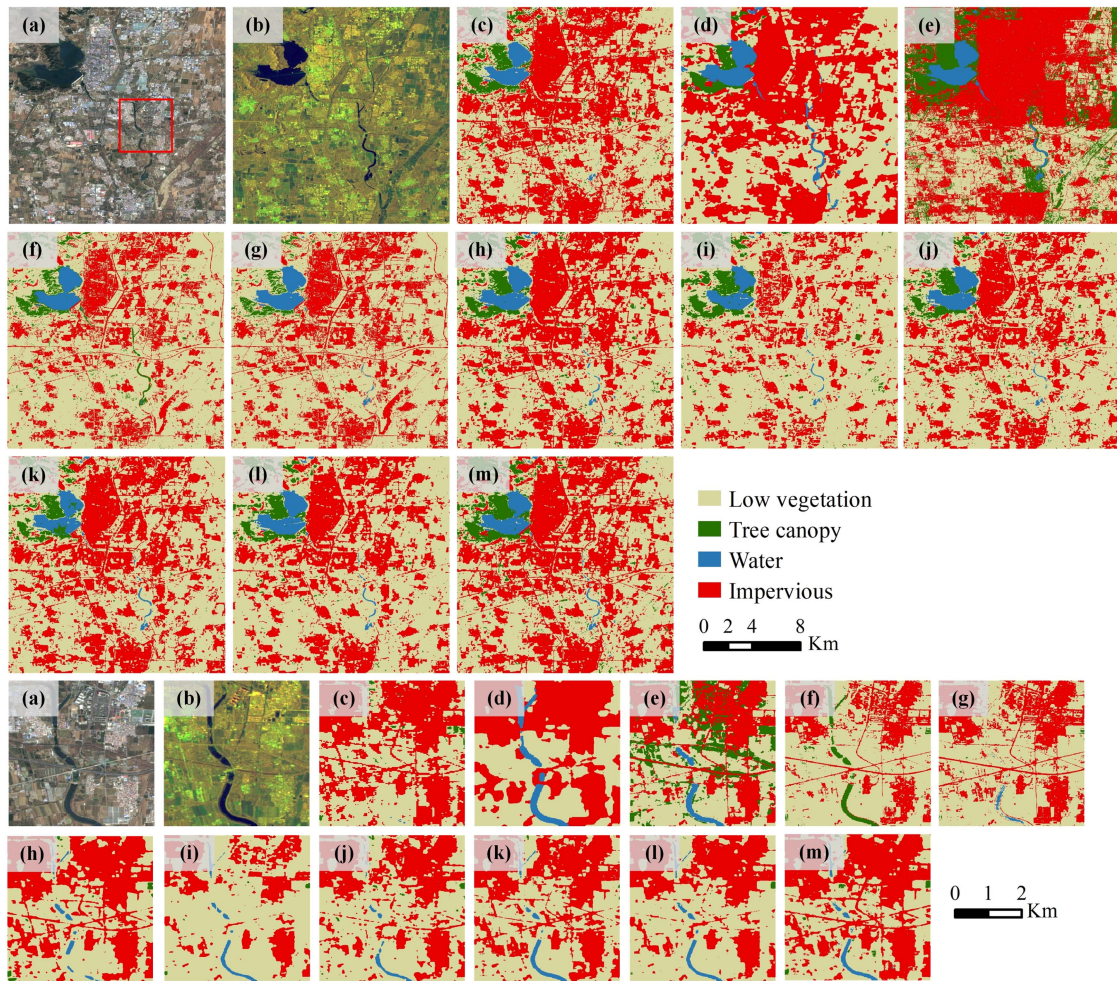 (a) (b) (c) (d) (e)
(f) (g) (h) (i) (j)
(k) (l) (m)
Low vegetation
Tree canopy
Water
Impervious
0 2 4 8
Km
(a) (b) (c) (d) (e) (f) (g)
(h) (i) (j) (k) (l) (m)
0 1 2
Km